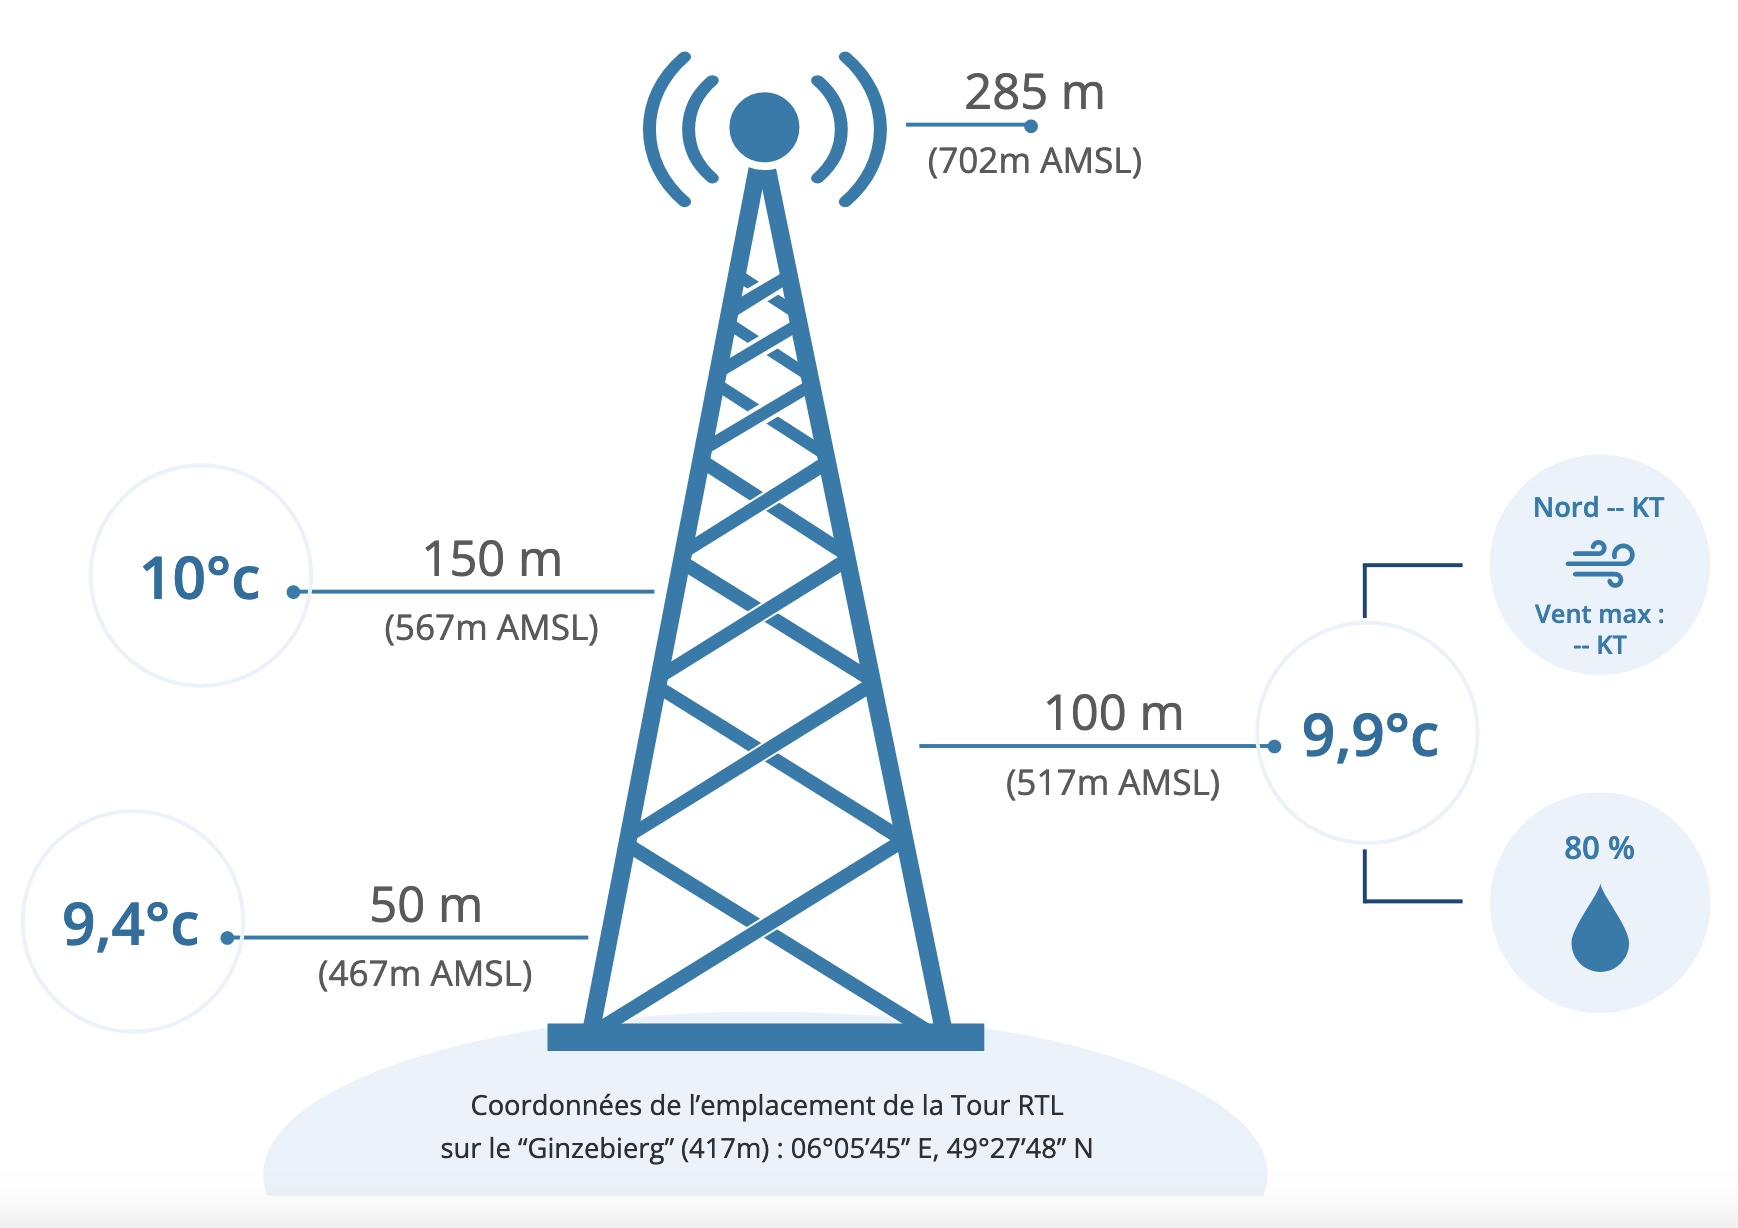 285 m
(702m AMSL)
10°c
150 m
(567m AMSL)
Nord -- KT
Vent max :
-- KT
100 m
(517m AMSL)
9,9°c
80 %
9,4°c
50 m
(467m AMSL)
Coordonnées de l’emplacement de la Tour RTL
sur le “Ginzebierg” (417m) : 06°05’45’’ E, 49°27’48’’ N